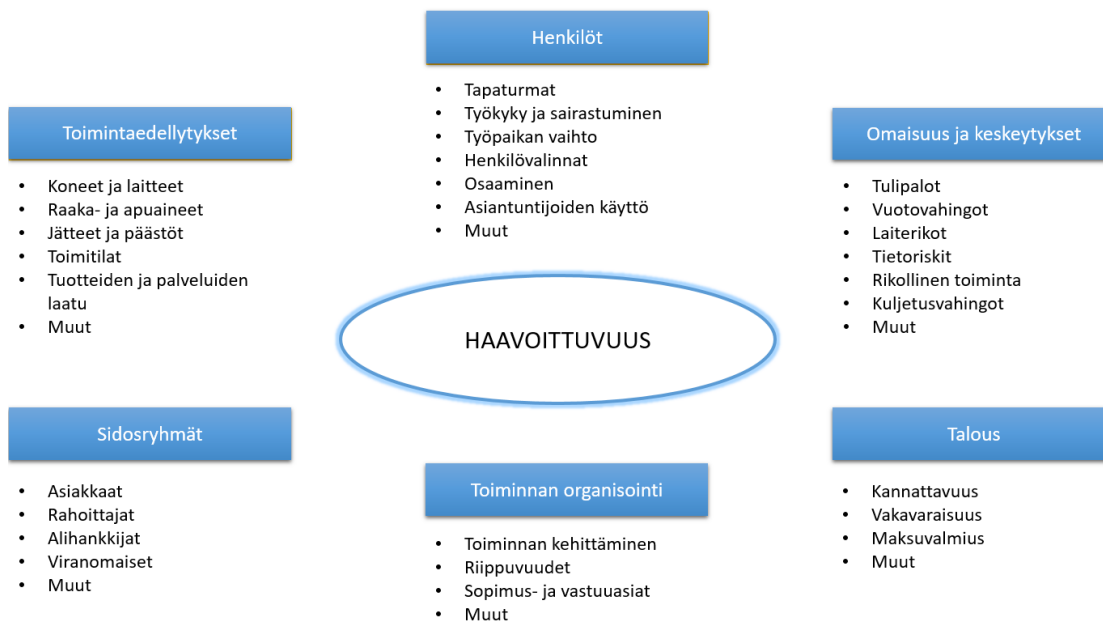 Henkilöt
• Tapaturmat
• Työkyky ja sairastuminen
• Työpaikan vaihto
• Henkilövalinnat
• Osaaminen
• Asiantuntijoiden käyttö
• Muut
Toimintaedellytykset
• Koneet ja laitteet
• Raaka- ja apuaineet
• Jätteet ja päästöt
• Toimitilat
• Tuotteiden ja palveluiden
laatu
• Muut
Omaisuus ja keskeytykset
• Tulipalot
• Vuotovahingot
• Laiterikot
• Tietoriskit
• Rikollinen toiminta
• Kuljetusvahingot
• Muut
HAAVOITTUVUUS
Sidosryhmät
• Asiakkaat
• Rahoittajat
• Alihankkijat
• Viranomaiset
• Muut
Toiminnan organisointi
• Toiminnan kehittäminen
• Riippuvuudet
• Sopimus- ja vastuuasiat
• Muut
Talous
• Kannattavuus
• Vakavaraisuus
• Maksuvalmius
• Muut